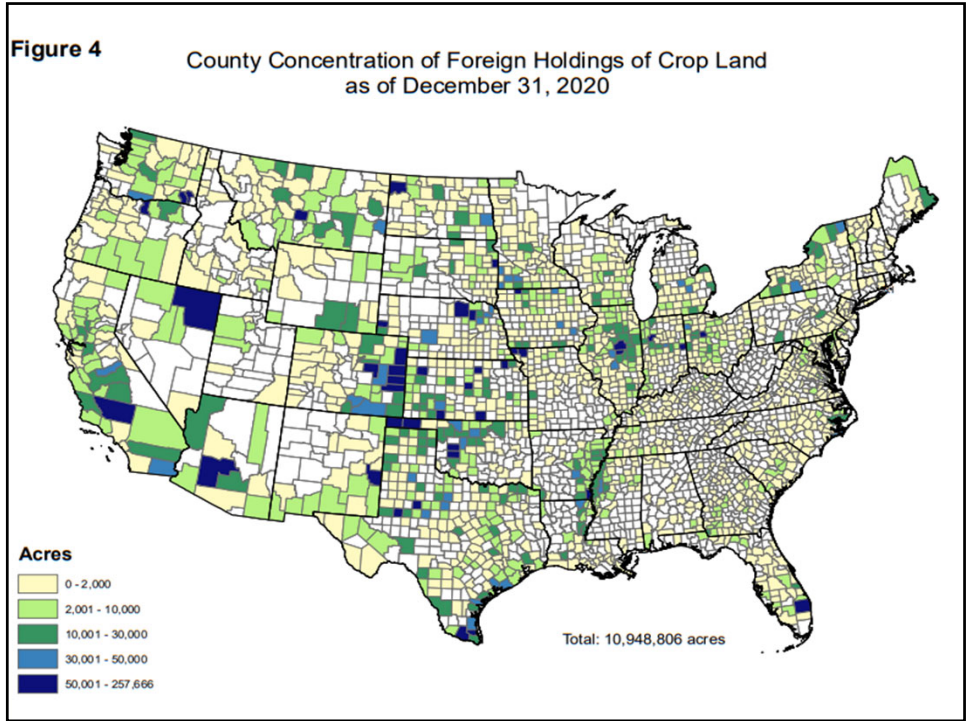 Figure 4
County Concentration of Foreign Holdings of Crop Land
as of December 31, 2020
Acres
0 - 2,000
2,001 - 10,000
10,001 - 30,000
30,001 - 50,000
50,001 - 257,666
Total: 10,948,806 acres